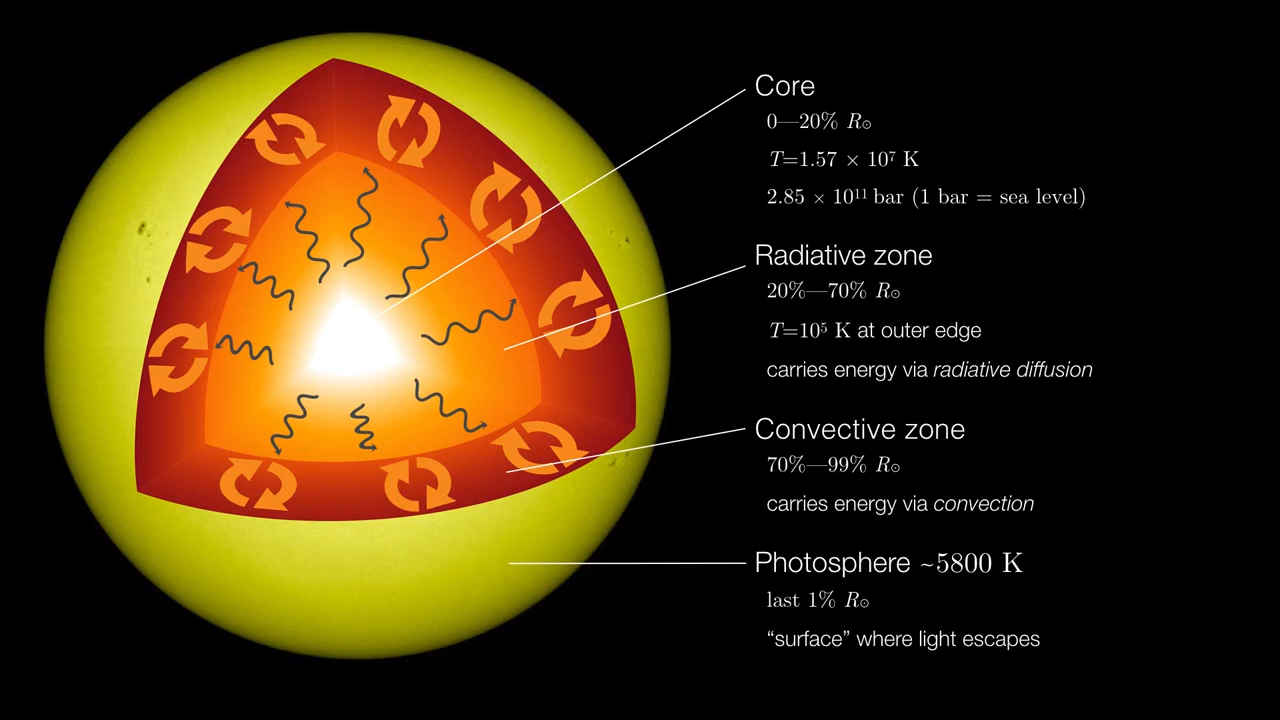 Core
0—20% R☉
T=1.57 × 10⁷ K
2.85 × 10¹¹ bar (1 bar = sea level)
Radiative zone
20%—70% R☉
T=10⁵ K at outer edge
carries energy via radiative diffusion
Convective zone
70%—99% R☉
carries energy via convection
Photosphere ~5800 K
last 1% R☉
“surface” where light escapes